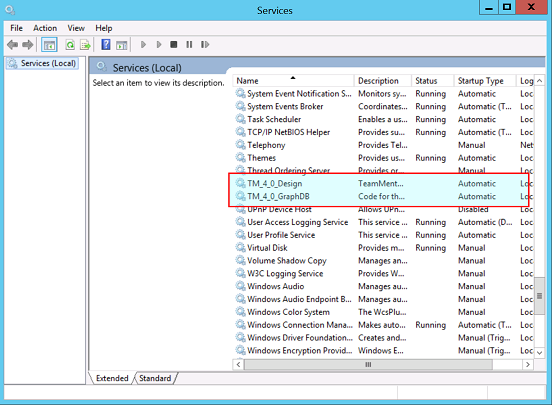 Services
File Action View Help
Services (Local)
Services (Local)
Select an item to view its description.
Name Description Status Startup Type Log
System Event Notification S... Monitors sy... Running Automatic Loc
System Events Broker Coordinates... Running Automatic (T... Loc
Task Scheduler Enables a us... Running Automatic Loc
TCP/IP NetBIOS Helper Provides su... Running Automatic (T... Loc
Telephony Provides Tel... Manual Net
Themes Provides us... Running Automatic Loc
Thread Ordering Server Provides or... Manual Loc
TM_4_0_Design TeamMent... Automatic Loc
TM_4_0_GraphDB Code for th... Automatic Loc
UPnP Device Host Allows UPn... Disabled Loc
User Access Logging Service This service ... Running Automatic (D... Loc
User Profile Service This service ... Running Automatic Loc
Virtual Disk Provides m... Running Manual Loc
Volume Shadow Copy Manages an... Manual Loc
W3C Logging Service Provides W... Manual Loc
Windows Audio Manages au... Manual Loc
Windows Audio Endpoint B... Manages au... Manual Loc
Windows Color System The WcsPlu... Manual Loc
Windows Connection Mana... Makes auto... Running Automatic (T... Loc
Windows Driver Foundation... Creates and... Manual (Trig... Loc
Windows Encryption Provid... Windows E... Manual (Trig... Loc
Extended Standard